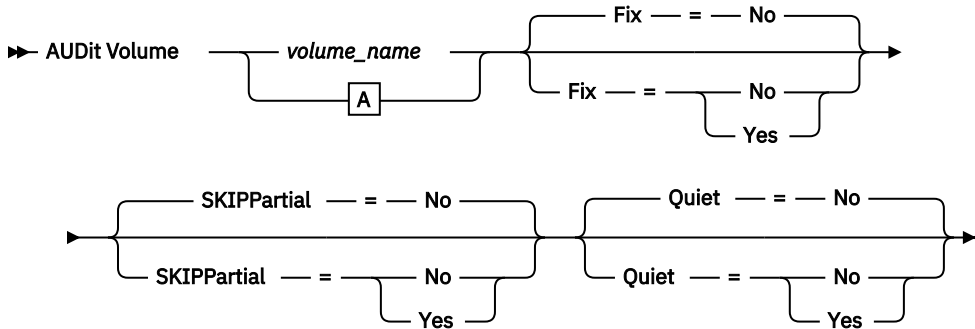 Fix = No
AUDit Volume volume_name
A
Fix = No
Yes
SKIPPartial = No
SKIPPartial = No
Yes
Quiet = No
Quiet = No
Yes